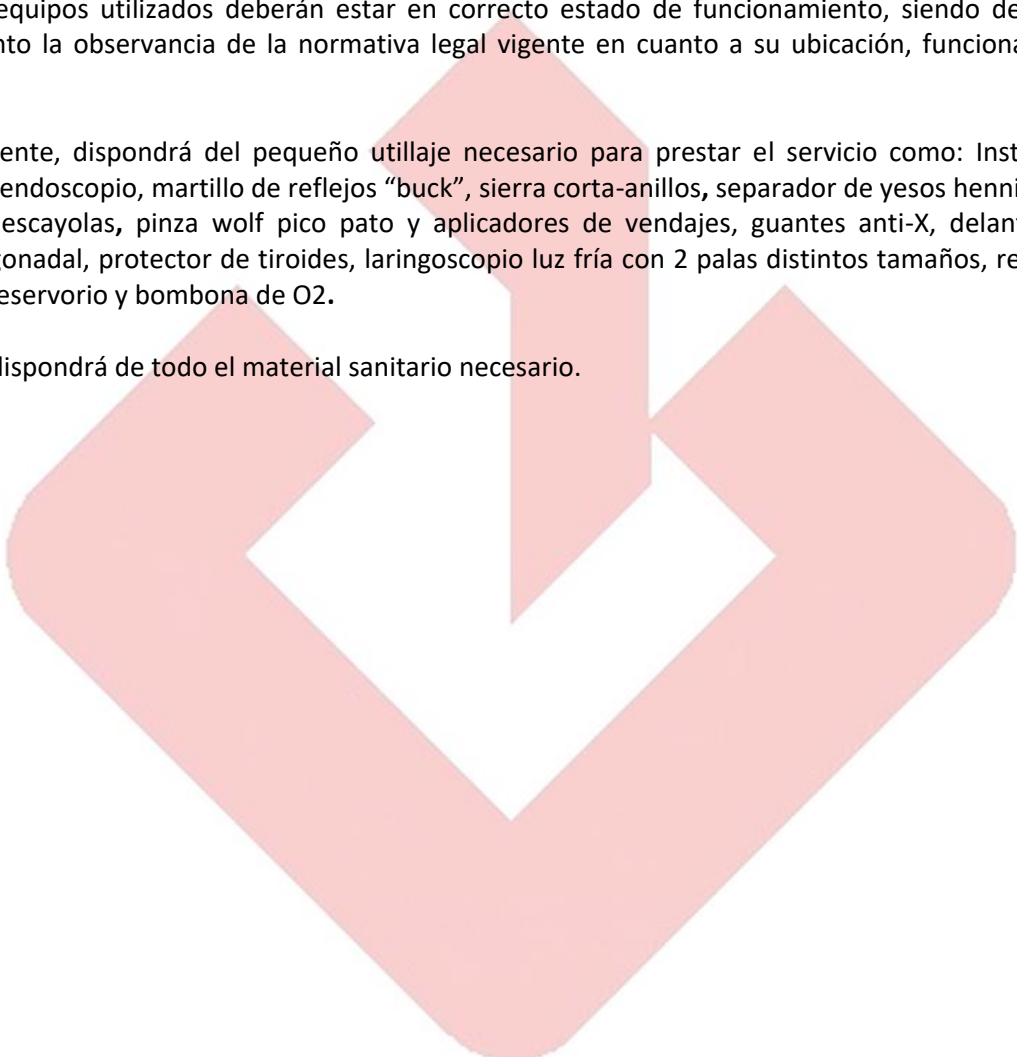 equipos utilizados deberán estar en correcto estado de funcionamiento, siendo de
nto la observancia de la normativa legal vigente en cuanto a su ubicación, funciona
ente, dispondrá del pequeño utillaje necesario para prestar el servicio como: Inst
endoscopio, martillo de reflejos “buck”, sierra corta-anillos, separador de yesos henni
escayolas, pinza wolf pico pato y aplicadores de vendajes, guantes anti-X, delant
gonadal, protector de tiroides, laringoscopio luz fría con 2 palas distintos tamaños, re
eservorio y bombona de O2.
dispondrá de todo el material sanitario necesario.